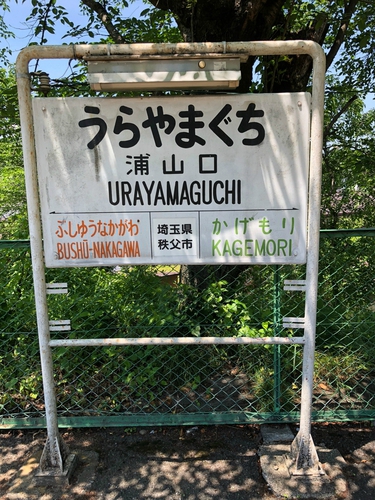 うらやまぐち
浦山口
URAYAMAGUCHI
ぶしゆうなかがわ
BUSHŪ-NAKAGAWA
埼玉県
秩父市
かげもり
KAGEMORI